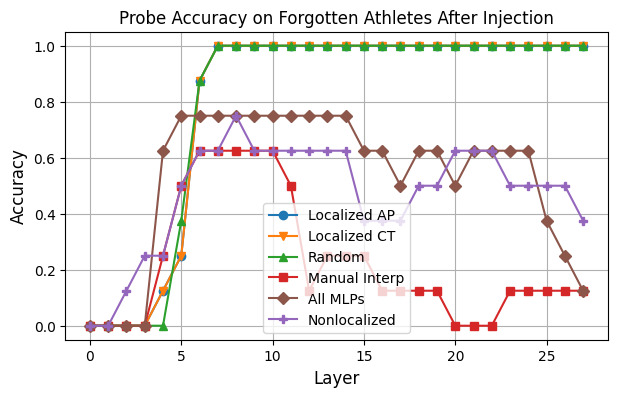 Probe Accuracy on Forgotten Athletes After Injection
1.0
0.8
0.6
0.4
0.2
0.0
Accuracy
Localized AP
Localized CT
Random
Manual Interp
All MLPs
Nonlocalized
0 5 10 15 20 25
Layer